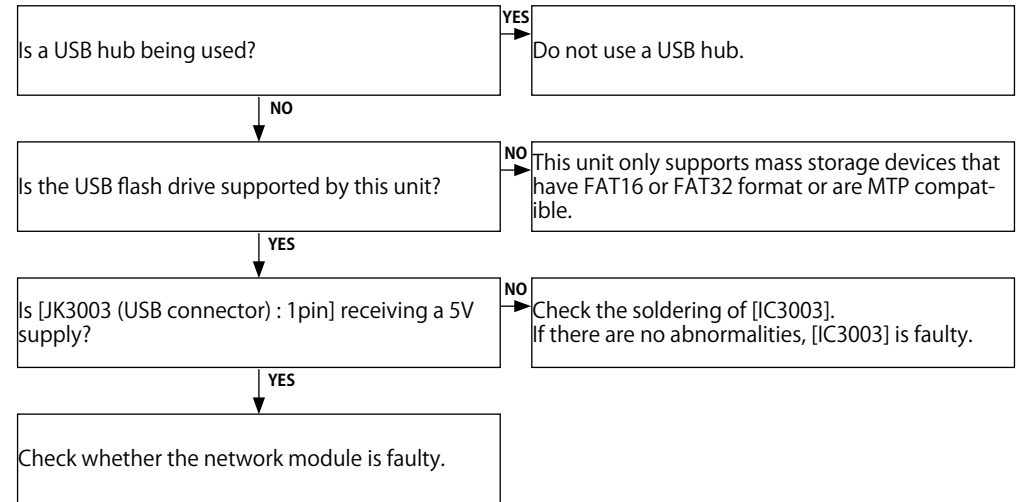 Is a USB hub being used?
YES
Do not use a USB hub.
NO
Is the USB flash drive supported by this unit?
NO
This unit only supports mass storage devices that
have FAT16 or FAT32 format or are MTP compat-
ible.
YES
Is [JK3003 (USB connector) : 1pin] receiving a 5V
supply?
NO
Check the soldering of [IC3003].
If there are no abnormalities, [IC3003] is faulty.
YES
Check whether the network module is faulty.